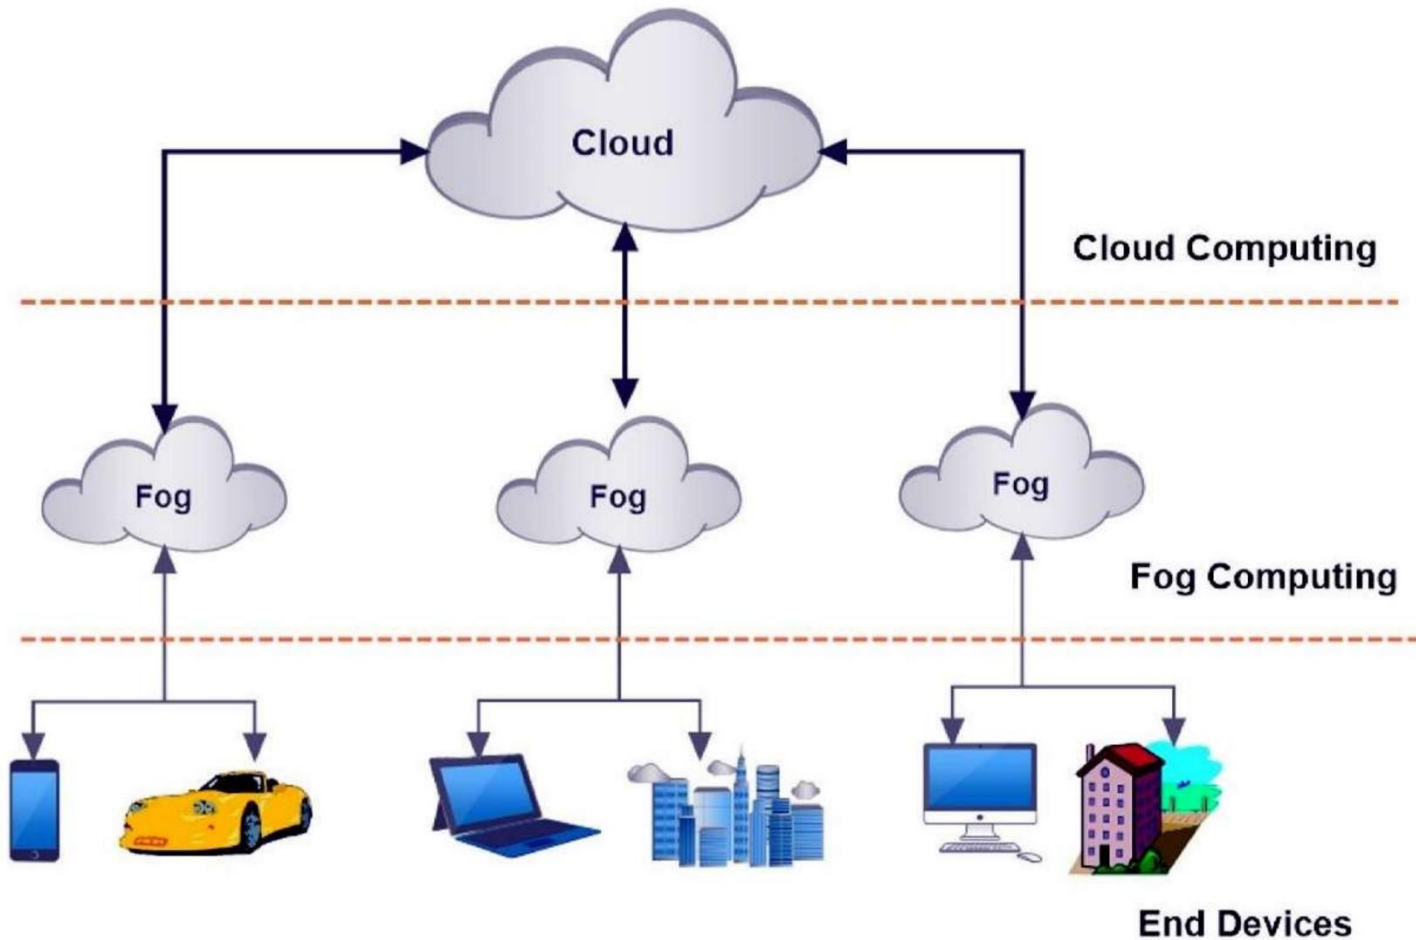 Cloud
Cloud Computing
Fog
Fog
Fog
Fog Computing
End Devices